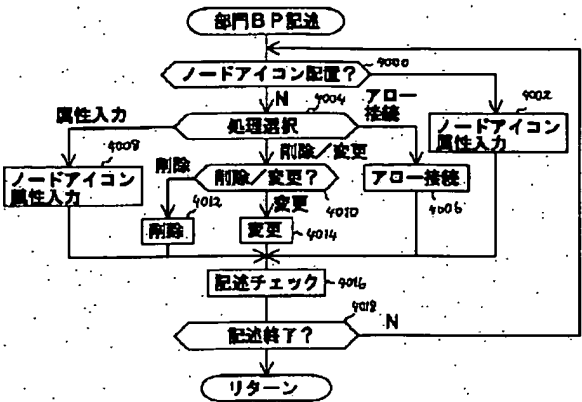 部門BP記述
ノードアイコン配置?
4000
N
4004
アロー
接続
4002
属性入力
処理選択
ノードアイコン
属性入力
4008
削除/変更
ノードアイコン
属性入力
削除
削除/変更?
アロー接続
4006
4012
変更
4010
削除
変更
4014
記述チェック
4016
4018
記述終了?
N
リターン